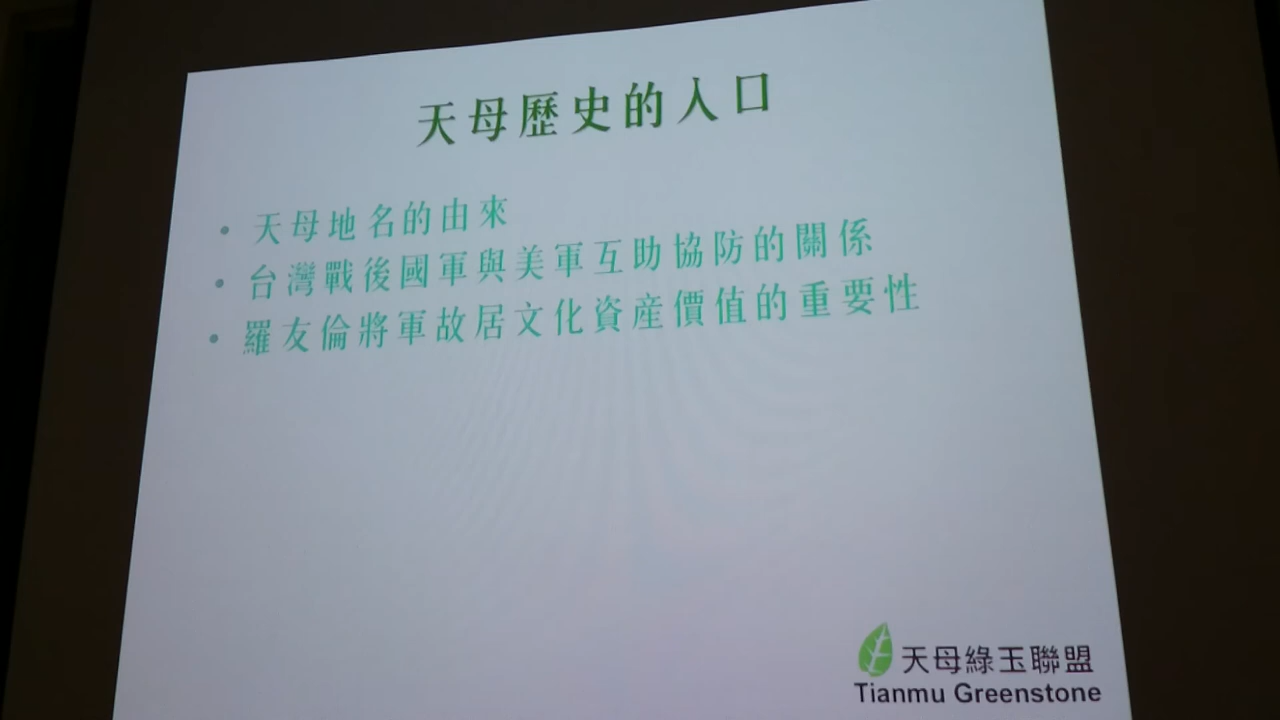 天母歷史的入口
• 天母地名的由來
• 台灣戰後國軍與美軍互助協防的關係
• 羅友倫將軍故居文化資産價值的重要性
天母綠玉聯盟
Tianmu Greenstone